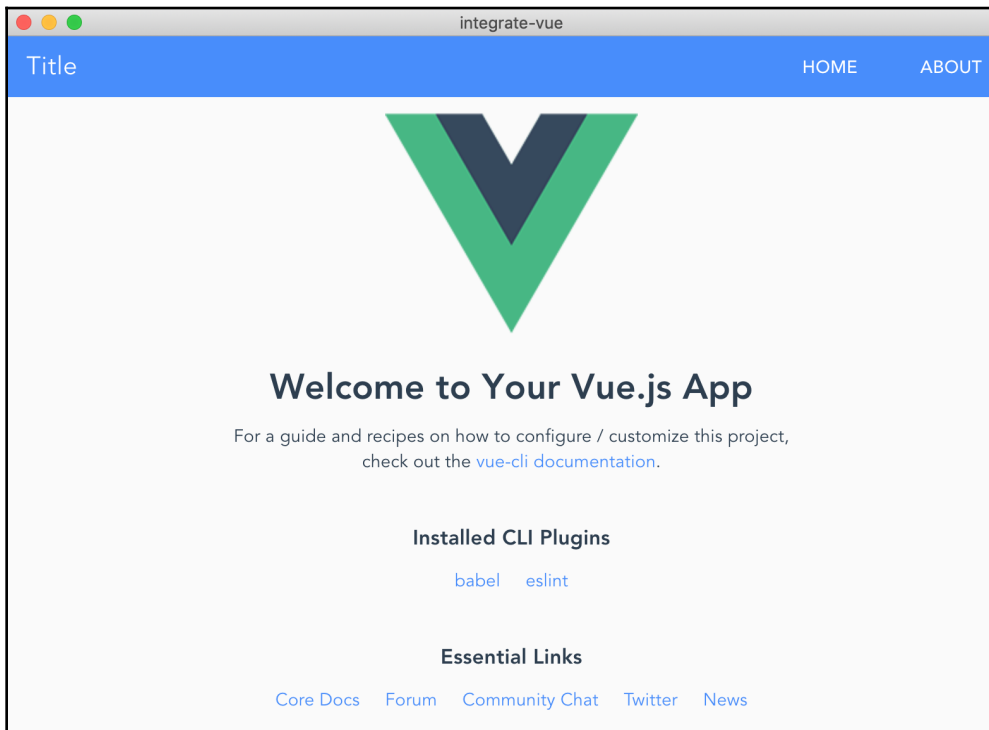 integrate-vue
Title HOME ABOUT
Welcome to Your Vue.js App
For a guide and recipes on how to configure / customize this project,
check out the vue-cli documentation.
Installed CLI Plugins
babel eslint
Essential Links
Core Docs Forum Community Chat Twitter News